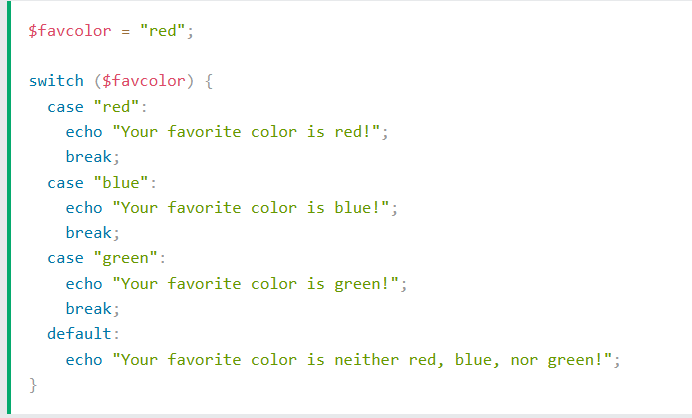 $favcolor = "red";

switch ($favcolor) {
  case "red":
    echo "Your favorite color is red!";
    break;
  case "blue":
    echo "Your favorite color is blue!";
    break;
  case "green":
    echo "Your favorite color is green!";
    break;
  default:
    echo "Your favorite color is neither red, blue, nor green!";
}